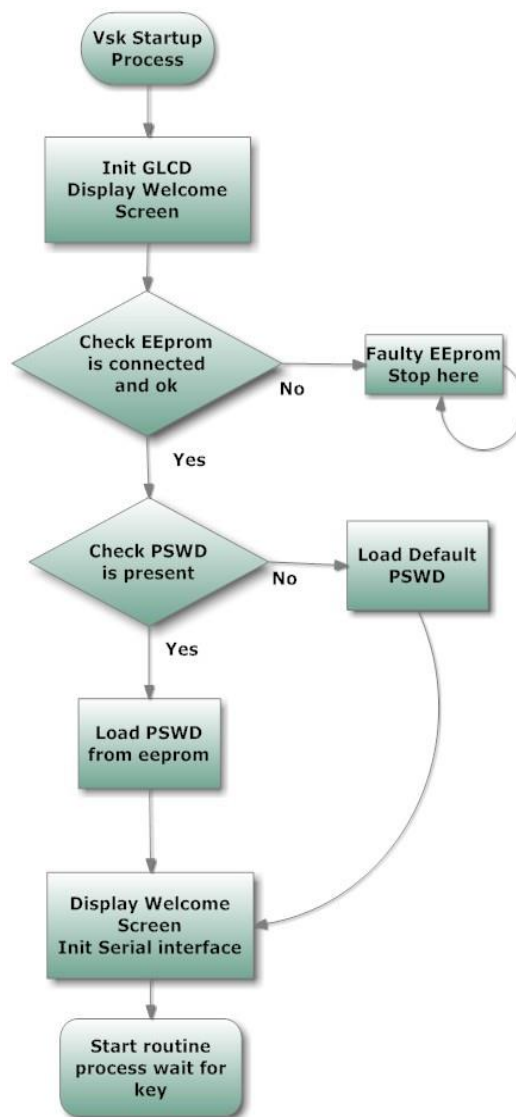 Vsk Startup
Process
Init GLCD
Display Welcome
Screen
Check EEprom
is connected
and ok
No
Faulty EEprom
Stop here
Yes
Check PSWD
is present
No
Load Default
PSWD
Yes
Load PSWD
from eeprom
Display Welcome
Screen
Init Serial interface
Start routine
process wait for
key